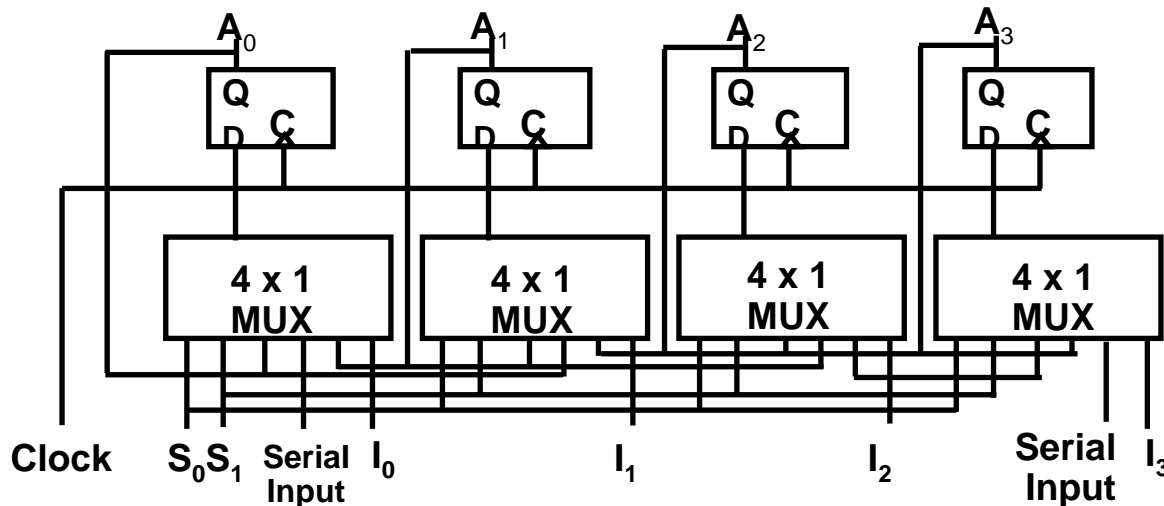 A0 A1 A2 A3
Q Q Q Q
D C D C D C D C
4 x 1 4 x 1 4 x 1 4 x 1
MUX MUX MUX MUX
Clock S0S1 Serial I0 I1 I2 Serial I3
Input Input